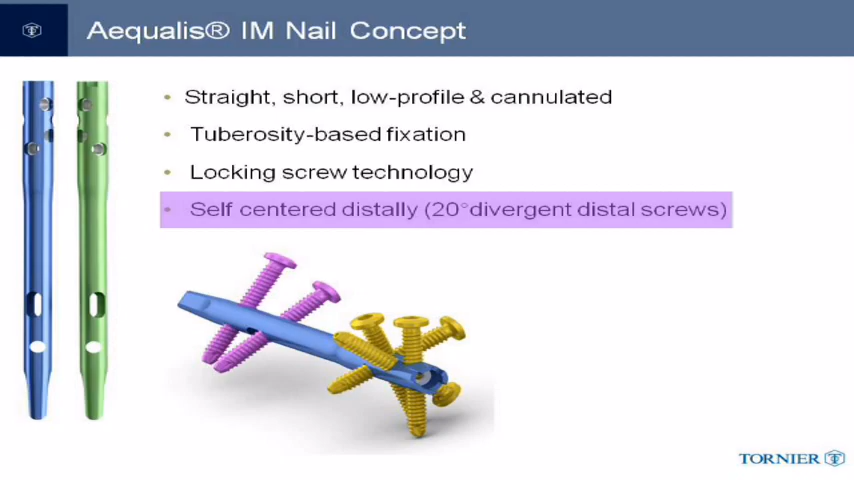 Aequalis® IM Nail Concept
• Straight, short, low-profile & cannulated
• Tuberosity-based fixation
• Locking screw technology
• Self centered distally (20°divergent distal screws)
TORNIER